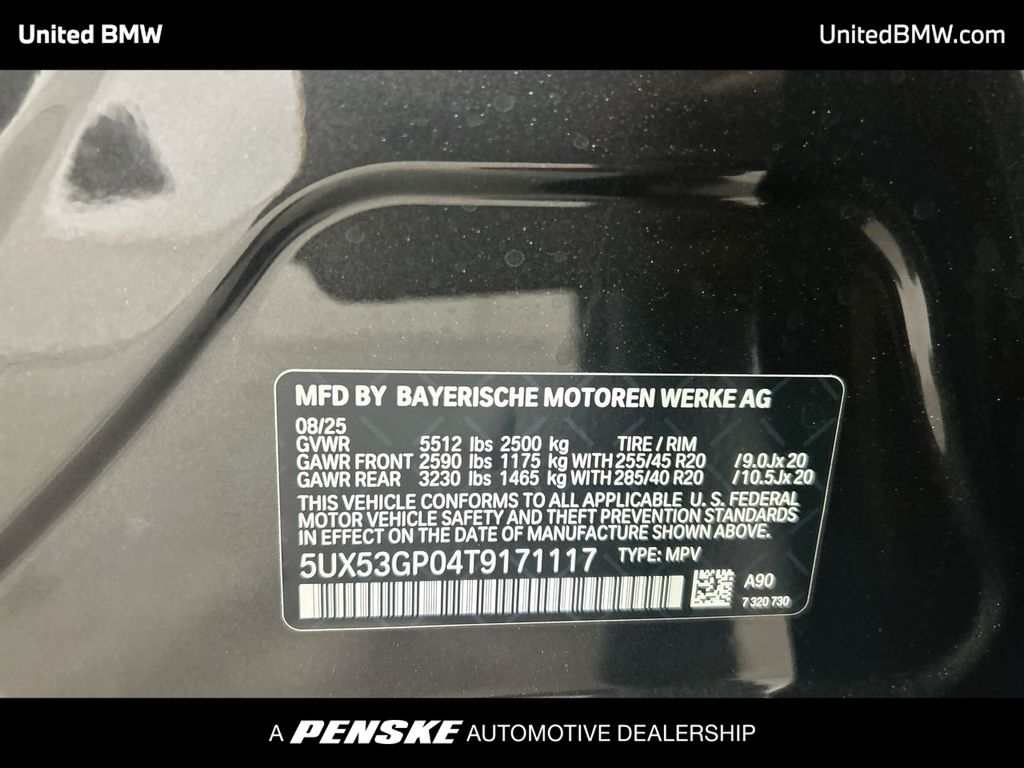 United BMW
UnitedBMW.com
MFD BY BAYERISCHE MOTOREN WERKE AG
08/25
GVWR 5512 lbs 2500 kg TIRE / RIM
GAWR FRONT 2590 lbs 1175 kg WITH 255/45 R20 /9.0Jx20
GAWR REAR 3230 lbs 1465 kg WITH 285/40 R20 /10.5Jx20
THIS VEHICLE CONFORMS TO ALL APPLICABLE U. S. FEDERAL
MOTOR VEHICLE SAFETY AND THEFT PREVENTION STANDARDS
IN EFFECT ON THE DATE OF MANUFACTURE SHOWN ABOVE.
5UX53GP04T9171117 TYPE: MPV
A90
7 320 730
A PENSKE AUTOMOTIVE DEALERSHIP